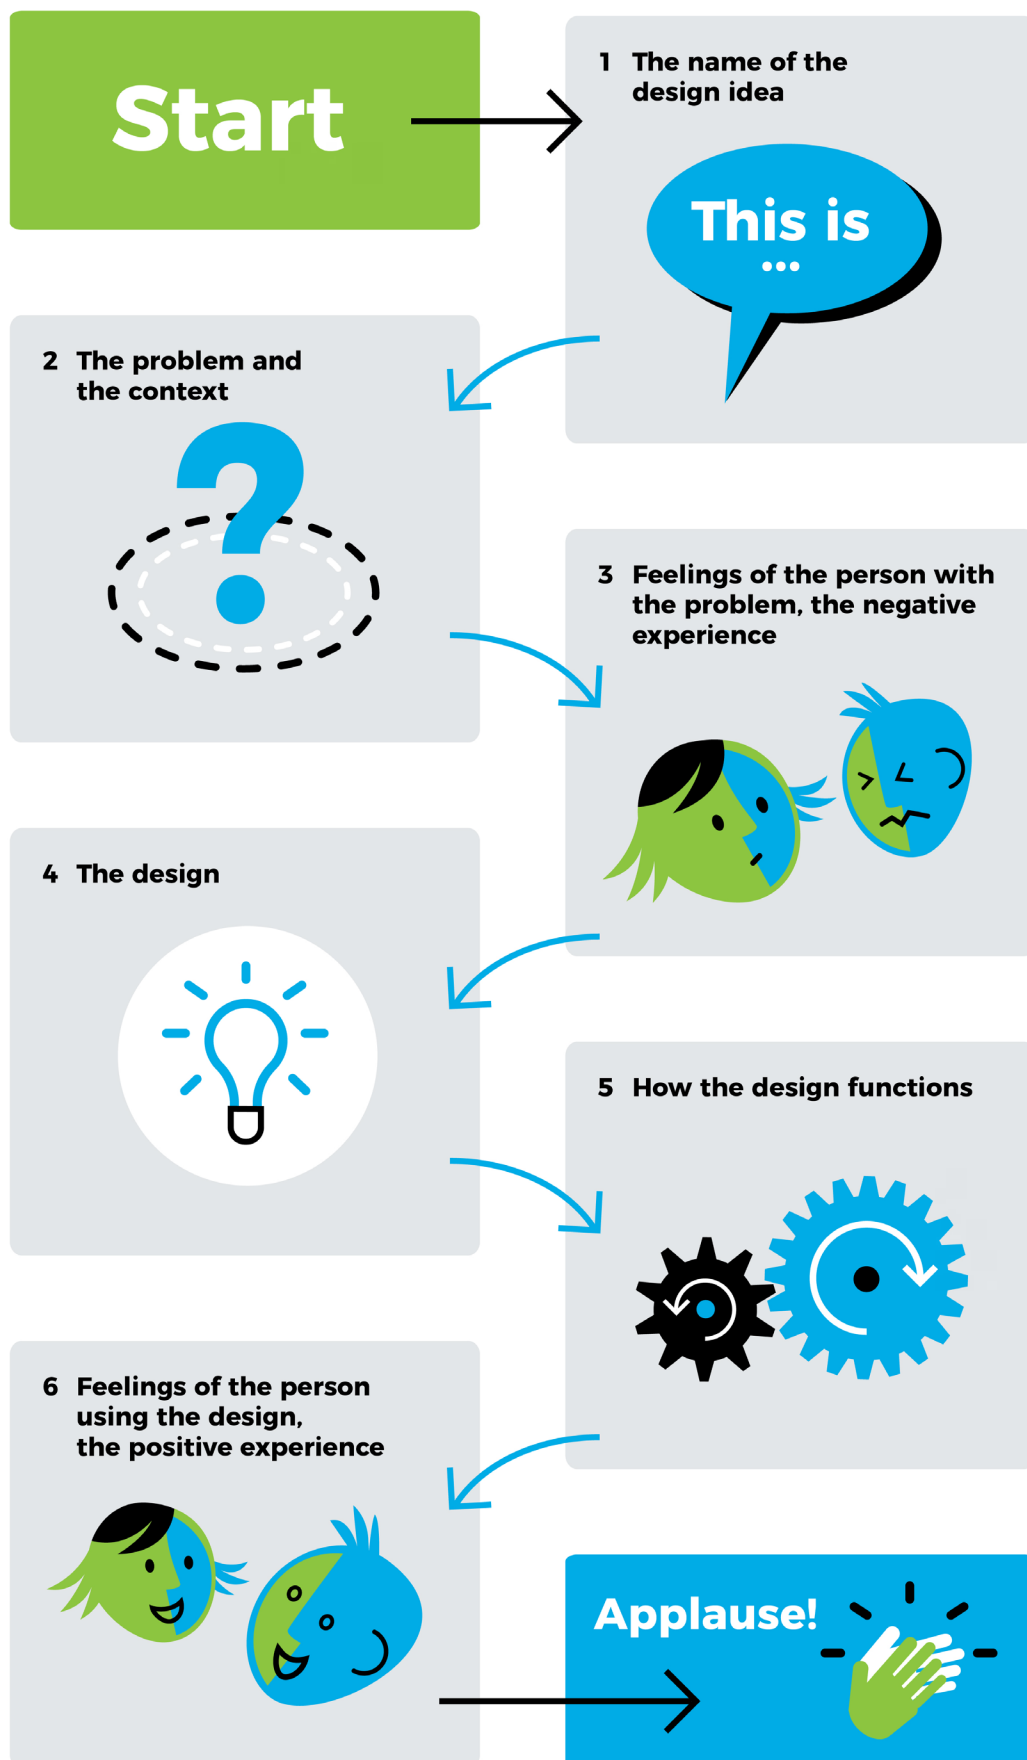 Start
1 The name of the
design idea
This is
...
2 The problem and
the context
3 Feelings of the person with
the problem, the negative
experience
4 The design
5 How the design functions
6 Feelings of the person
using the design,
the positive experience
Applause!